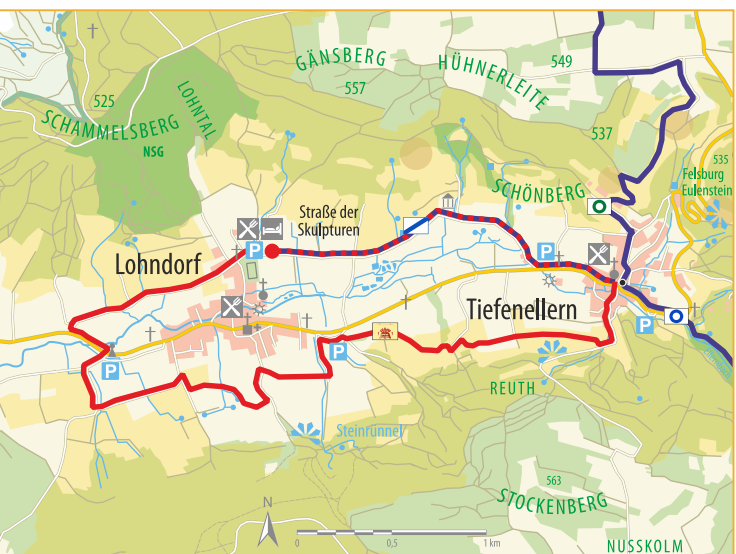 GÄNSBERG
557
HÜHNERLEITE
549
525
SCHAMMELSBERG
NSG
LOHNTAL
537
535
Felsburg
Eulenstein
SCHÖNBERG
Straße der
Skulpturen
P
P
Lohndorf
Tiefenellern
P
P
P
REUTH
Steinrünnel
563
STOCKENBERG
N
0
0,5
1 km
NUSSKOLM